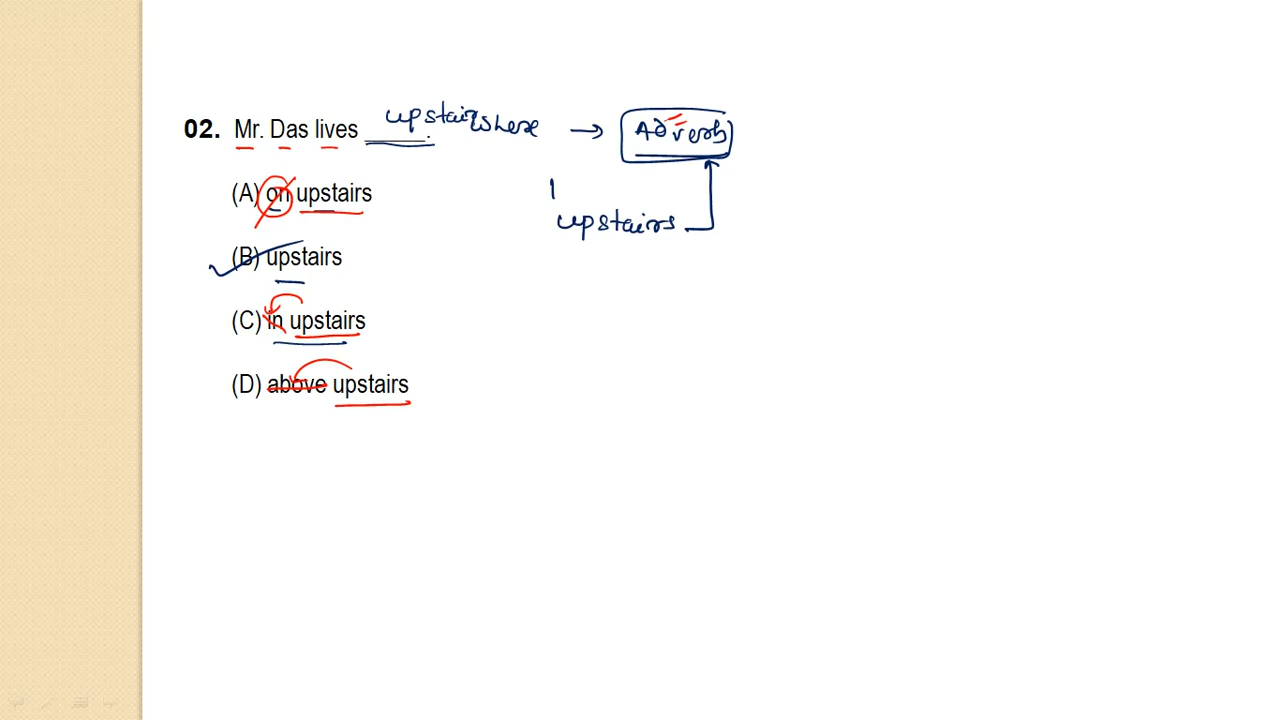 02. Mr. Das lives ______. upstairs where → Adverb
(A) on upstairs
upstairs
(B) upstairs
(C) in upstairs
(D) above upstairs